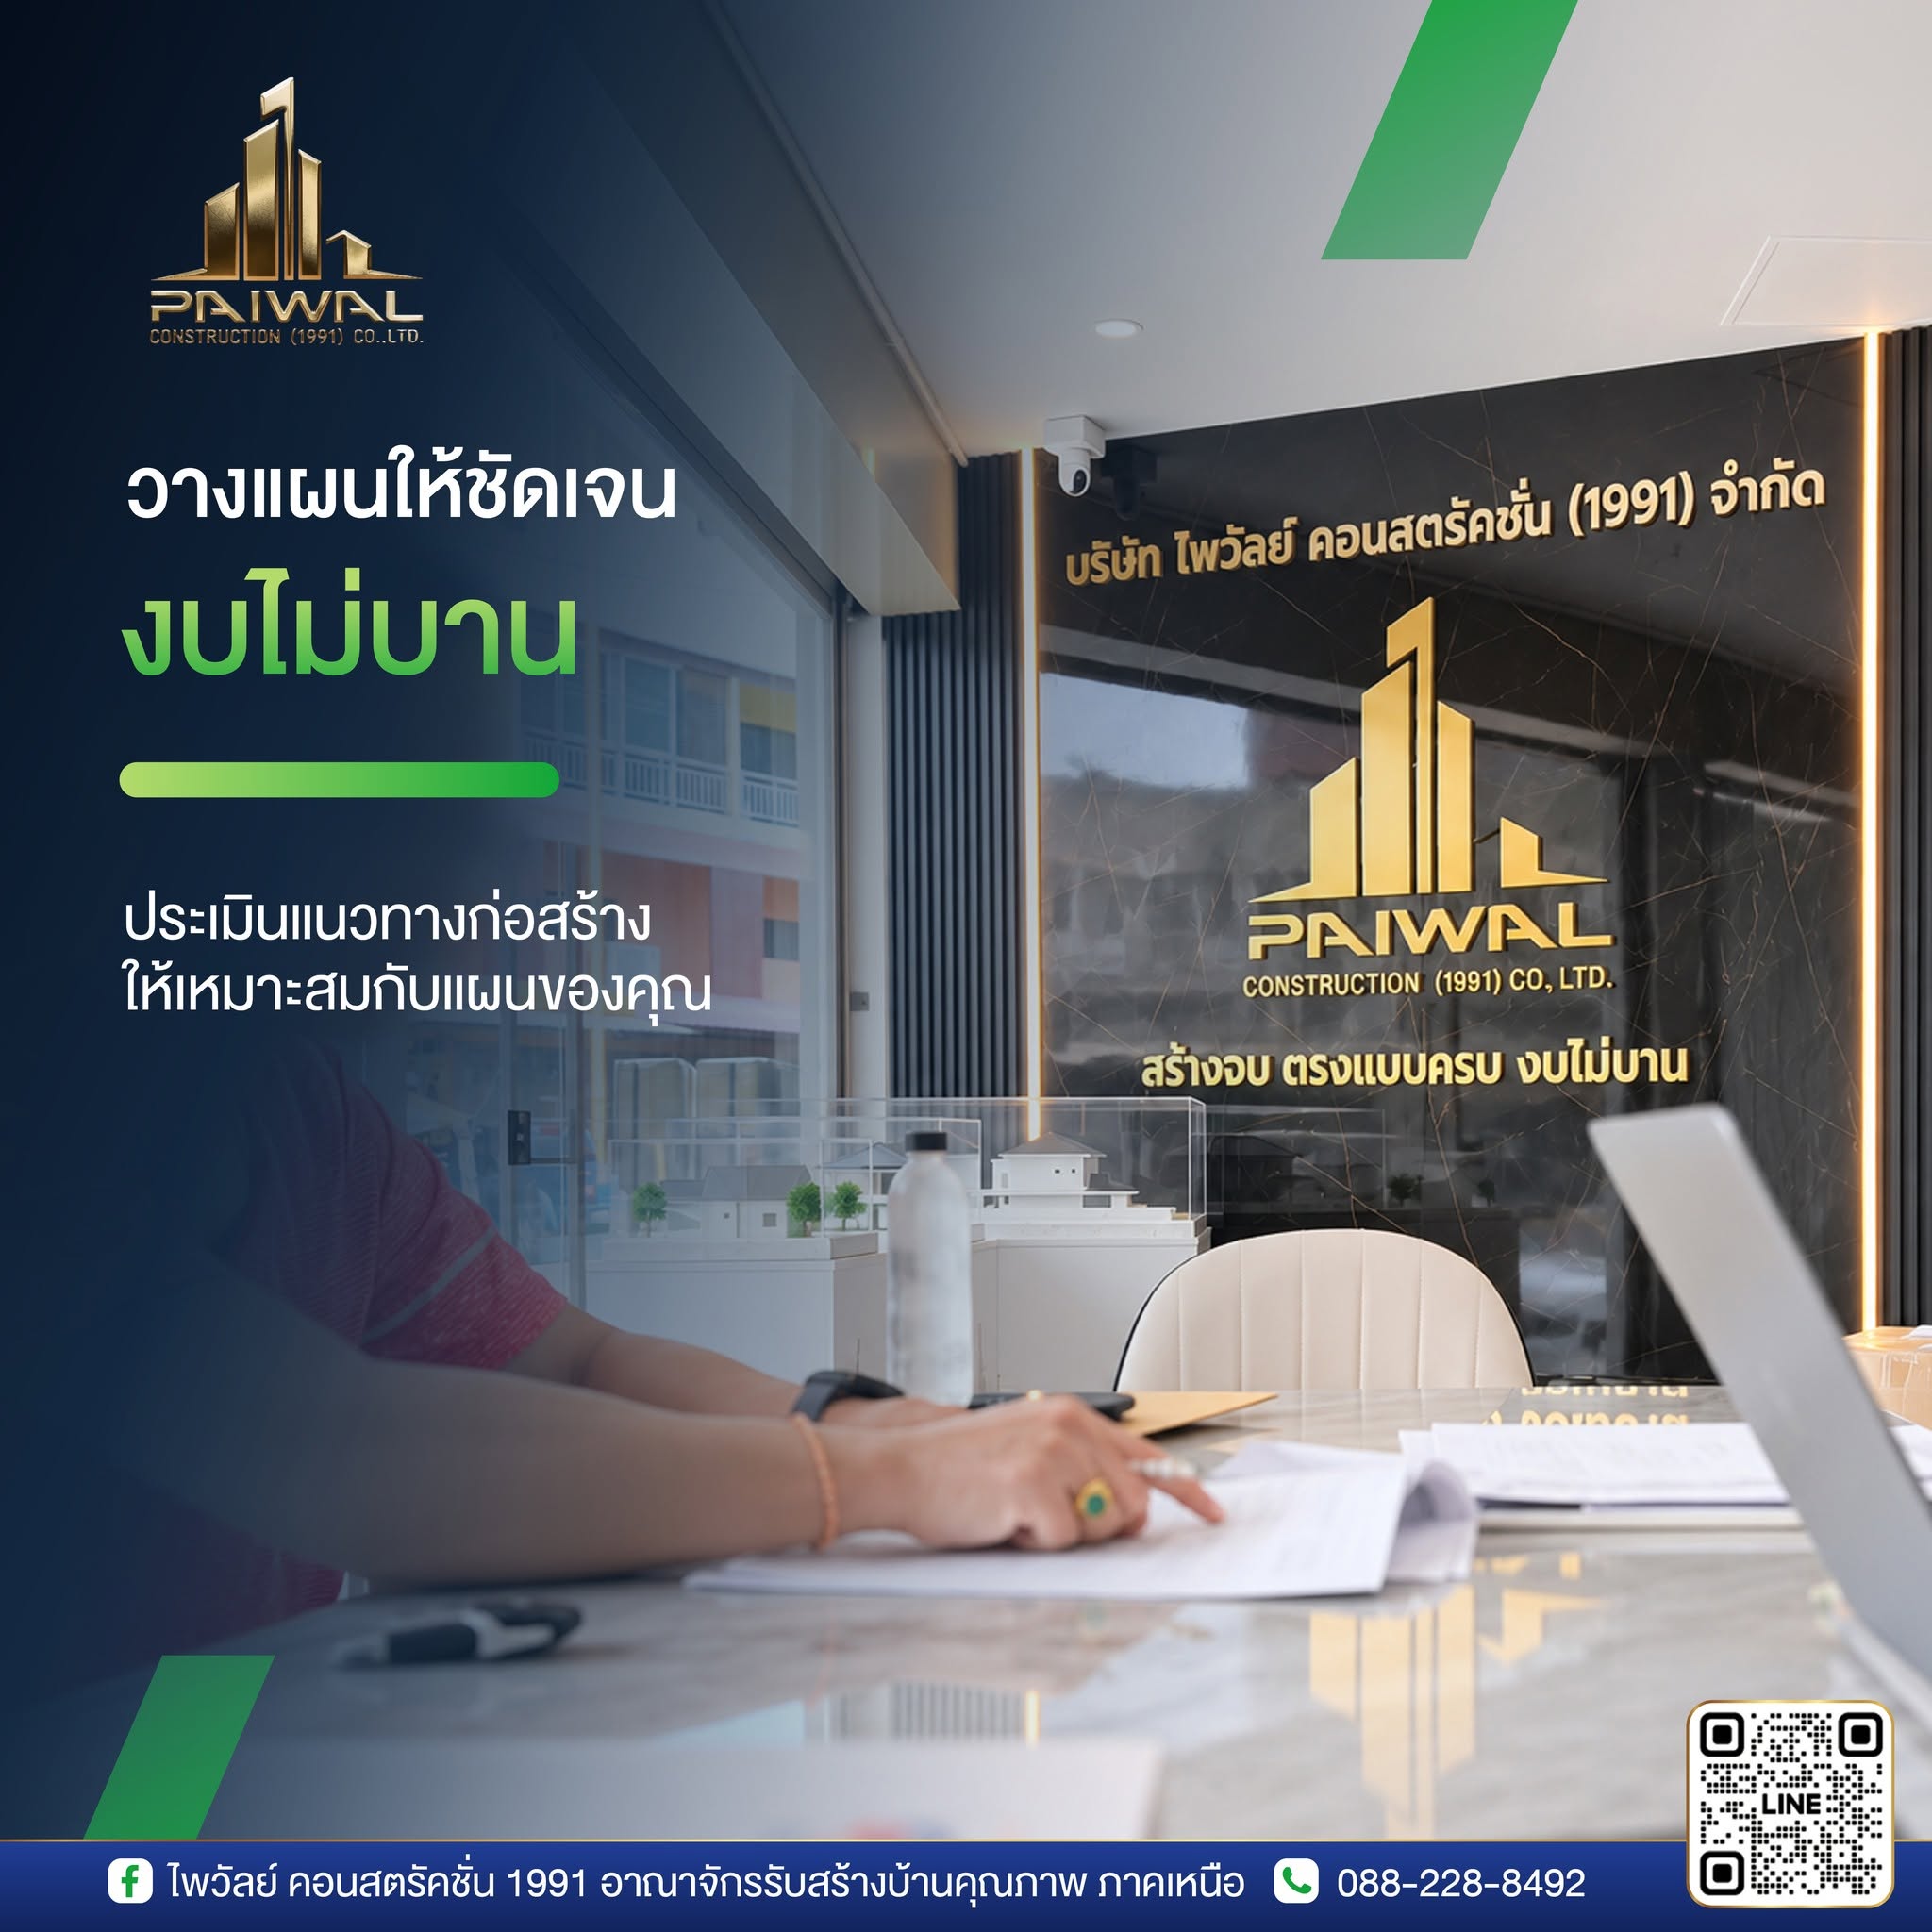 PAIWAL
CONSTRUCTION (1991) CO.,LTD.
วางแผนให้ชัดเจน
งบไม่บาน
ประเมินแนวทางก่อสร้าง
ให้เหมาะสมกับแผนของคุณ
บริษัท ไพวัลย์ คอนสตรัคชั่น (1991) จำกัด
PAIWAL
CONSTRUCTION (1991) CO., LTD.
สร้างจบ ตรงแบบครบ งบไม่บาน
LINE
ไพวัลย์ คอนสตรัคชั่น 1991 อาณาจักรรับสร้างบ้านคุณภาพ ภาคเหนือ 088-228-8492